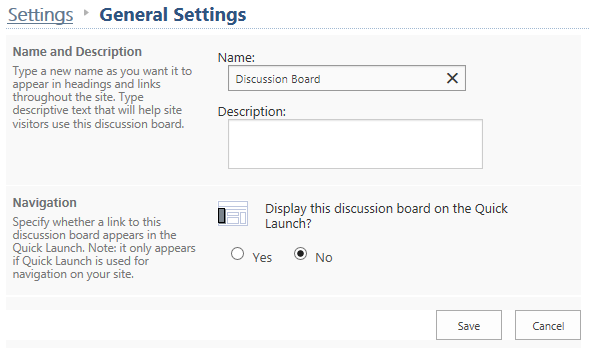 Settings ‣ General Settings
Name and Description
Type a new name as you want it to
appear in headings and links
throughout the site. Type
descriptive text that will help site
visitors use this discussion board.
Name:
Discussion Board
Description:
Navigation
Specify whether a link to this
discussion board appears in the
Quick Launch. Note: it only appears
if Quick Launch is used for
navigation on your site.
Display this discussion board on the Quick
Launch?
Yes No
Save Cancel